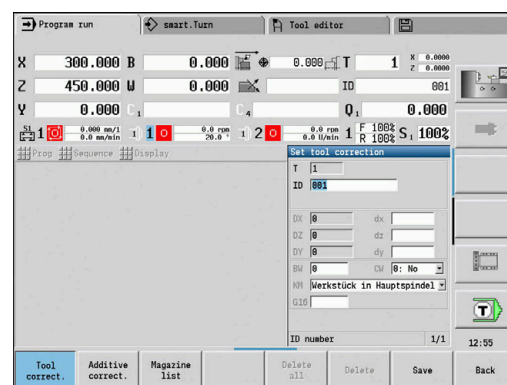 Program run smart.Turn Tool editor
X 300.000 B 0.000 0.000 T 1 X 0.0000
Z 0.0000
Z 450.000 W 0.000 ID 001
Y 0.000 C1 C4 Q1 0.000
S1 1 0.000 mm/1 0.0 mm/min 1) 1 0.0 rpm 20.0 ° 1) 2 0.0 rpm 0.0 U/min 1 F 100% R 100% S1 100%
Prog Sequence Display
Set tool correction
T 1
ID 001
DX 0 dx
DZ 0 dz
DY 0 dy
BW 0 CW 0: No
KM Werkstück in Hauptspindel
G16
ID number 1/1
T
12:55
Tool correct. Additive correct. Magazine list Delete all Delete Save Back